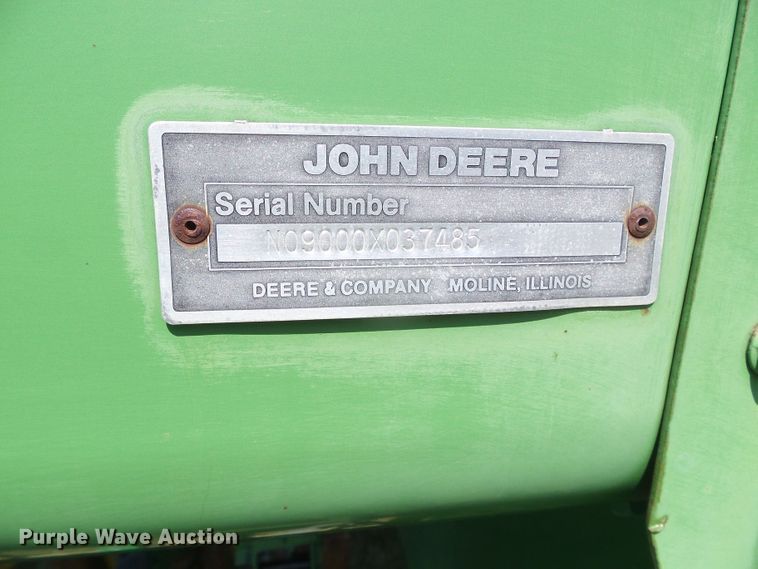 JOHN DEERE
Serial Number
N09000X037485
DEERE & COMPANY MOLINE, ILLINOIS
Purple Wave Auction